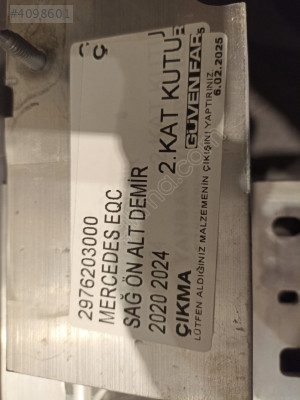 #4098601
2976203000
MERCEDES EQC
SAĞ ÖN ALT DEMİR
2020 2024
2. KAT KUTU
ÇIKMA
GÜVEN FAR
LÜTFEN ALDIĞINIZ MALZEMENİN ÇIKIŞINI YAPTIRINIZ
6.02.2025